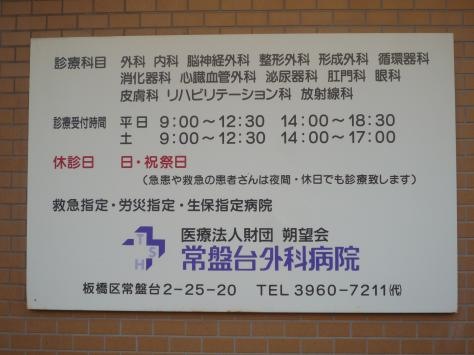 診療科目 外科 内科 脳神経外科 整形外科 形成外科 循環器科
消化器科 心臓血管外科 泌尿器科 肛門科 眼科
皮膚科 リハビリテーション科 放射線科
診療受付時間 平日 9:00～12:30 14:00～18:30
土 9:00～12:30 14:00～17:00
休診日 日・祝祭日
(急患や救急の患者さんは夜間・休日でも診療致します)
救急指定・労災指定・生保指定病院
TSH
医療法人財団 朔望会
常盤台外科病院
板橋区常盤台2-25-20 TEL 3960-7211㈹